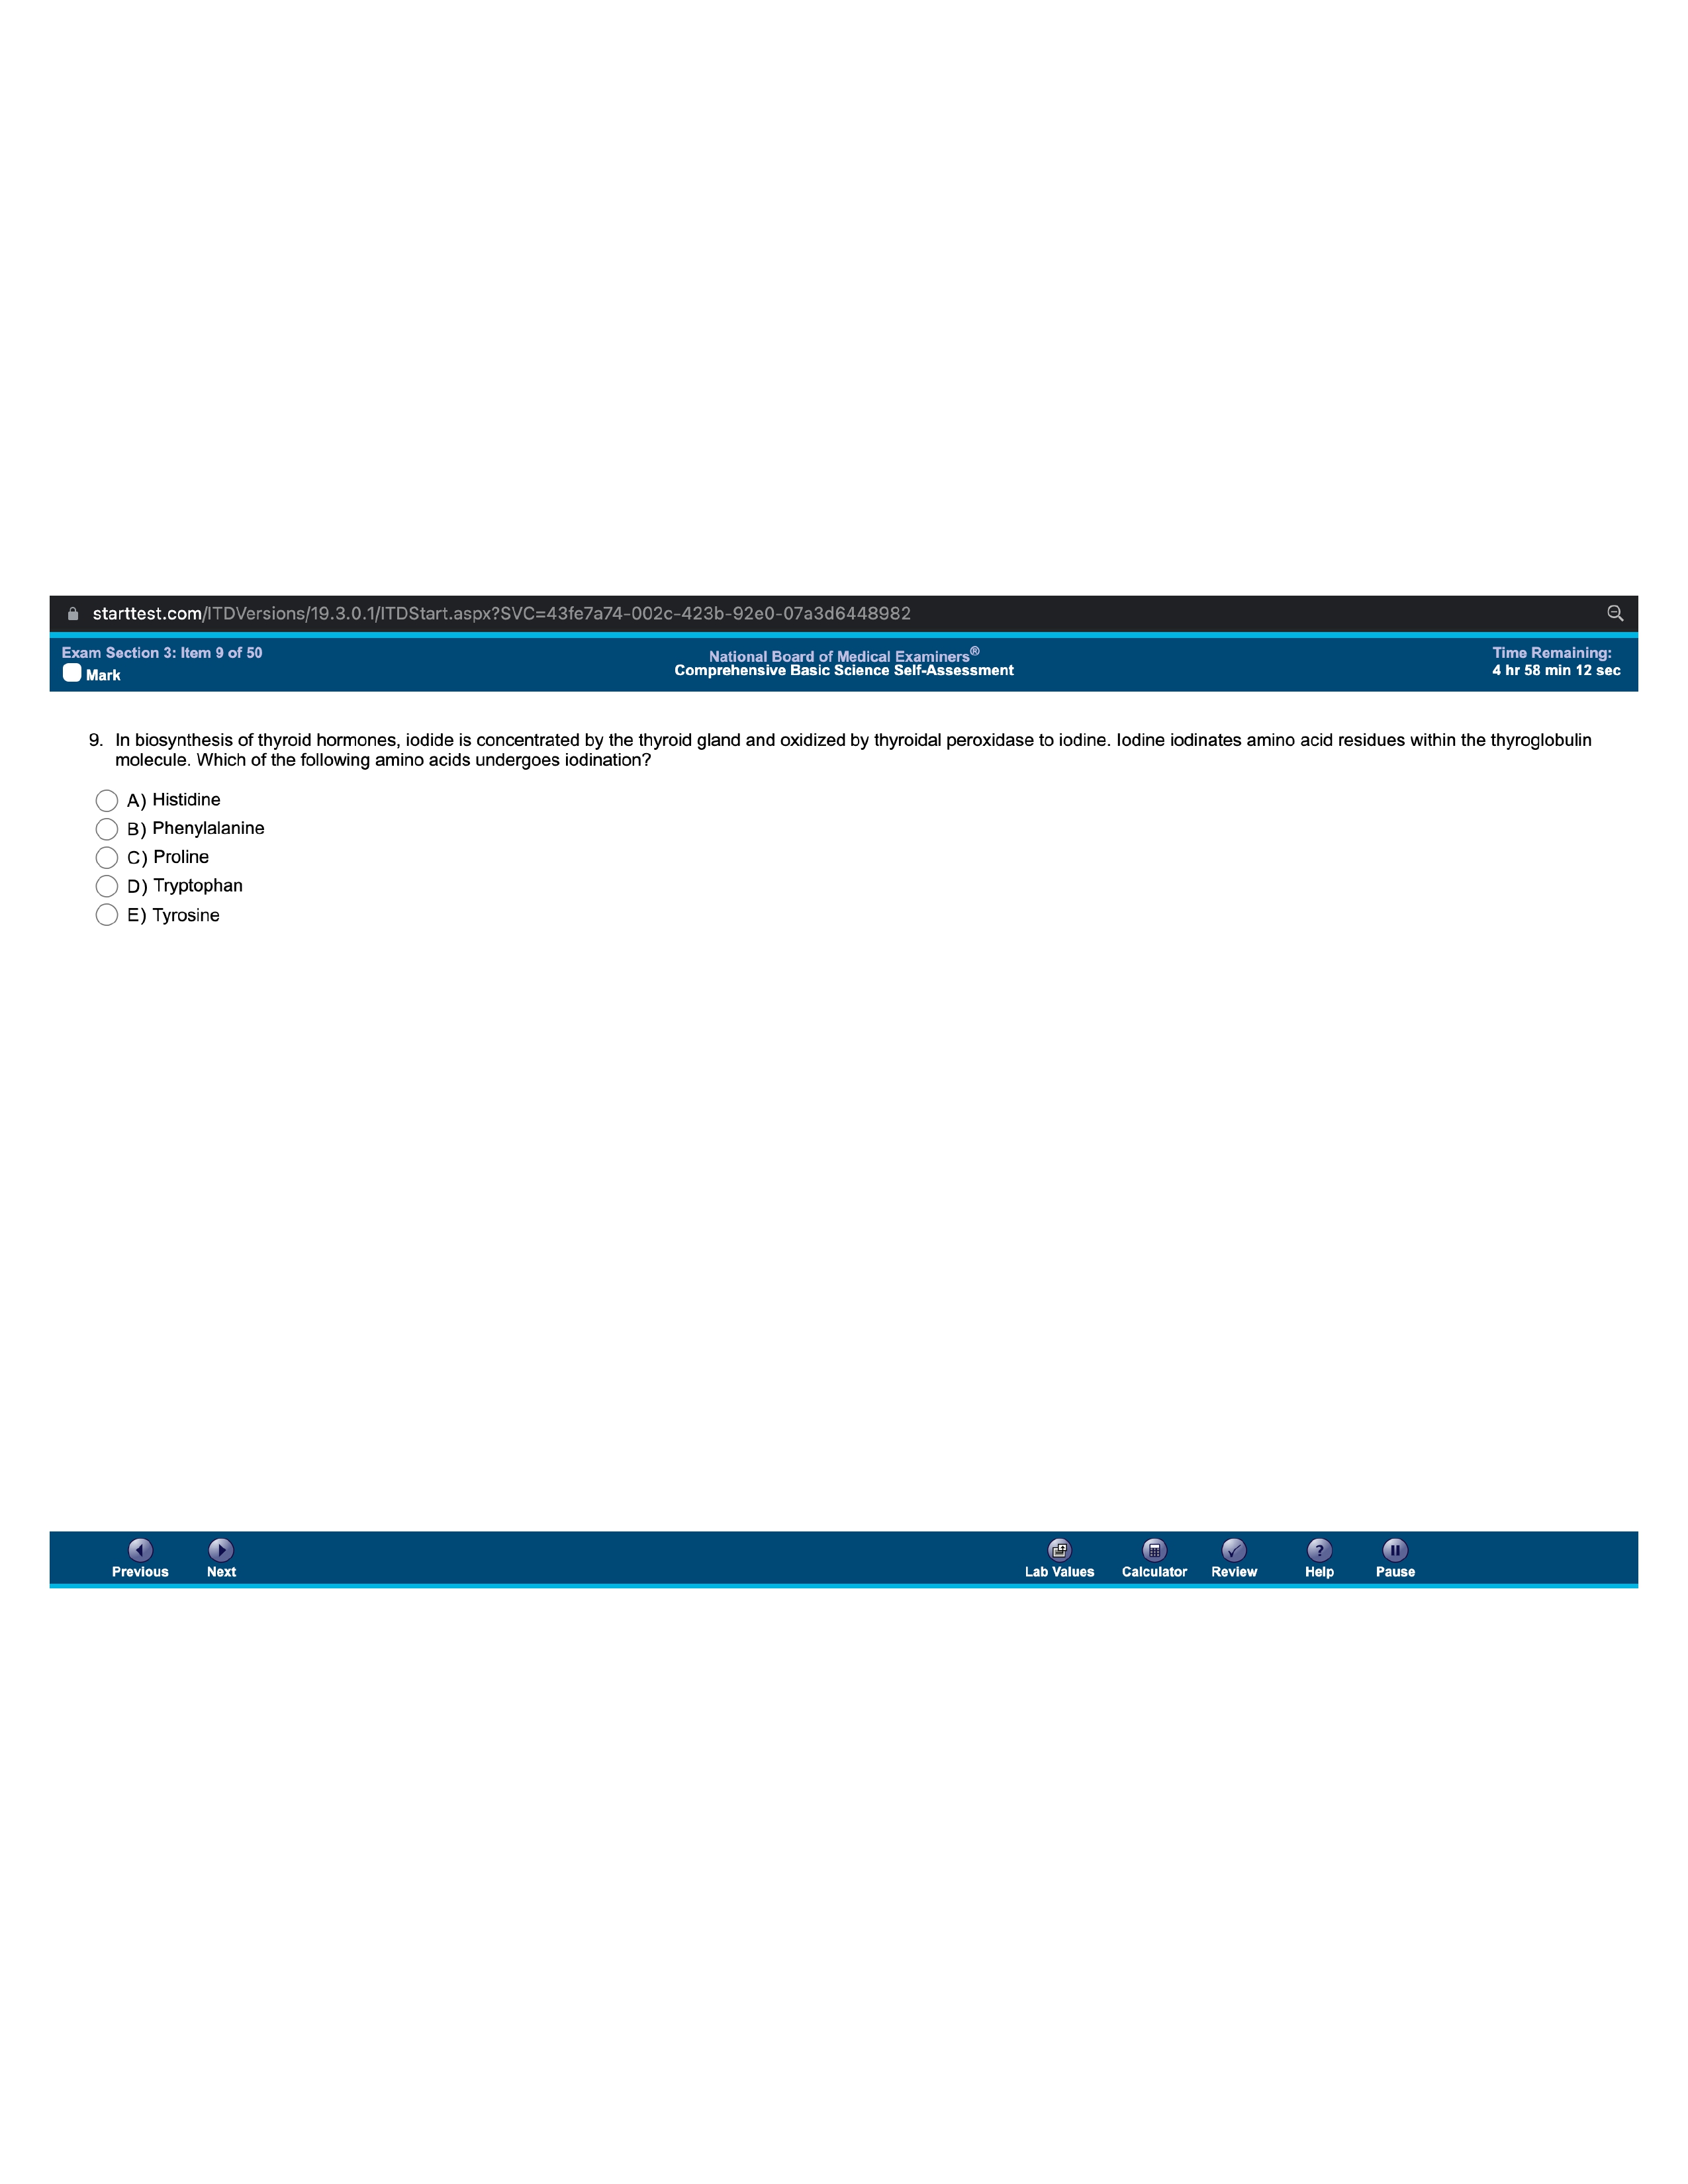 starttest.com/ITDVersions/19.3.0.1/ITDStart.aspx?SVC=43fe7a74-002c-423b-92e0-07a3d6448982
Exam Section 3: Item 9 of 50
Mark
National Board of Medical Examiners®
Comprehensive Basic Science Self-Assessment
Time Remaining:
4 hr 58 min 12 sec
9. In biosynthesis of thyroid hormones, iodide is concentrated by the thyroid gland and oxidized by thyroidal peroxidase to iodine. Iodine iodinates amino acid residues within the thyroglobulin
molecule. Which of the following amino acids undergoes iodination?
A) Histidine
B) Phenylalanine
C) Proline
D) Tryptophan
E) Tyrosine
Previous
Next
Lab Values
Calculator
Review
Help
Pause